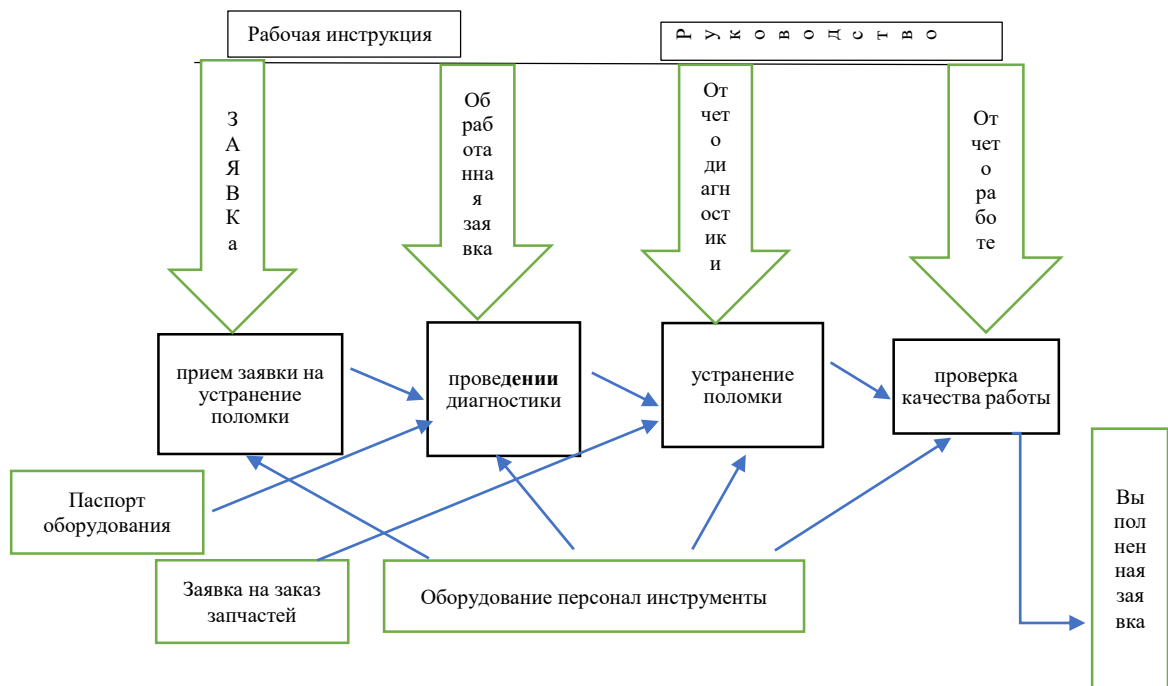 Рабочая инструкция
Руководство
З
А
Я
В
К
а
Об
раб
ота
нна
я
зая
вка
От
чет
о
ди
агн
ост
ик
и
От
чет
о
ра
бо
те
прием заявки на
устранение
поломки
проведении
диагностики
устранение
поломки
проверка
качества работы
Паспорт
оборудования
Заявка на заказ
запчастей
Оборудование персонал инструменты
Вы
пол
нен
ная
зая
вка